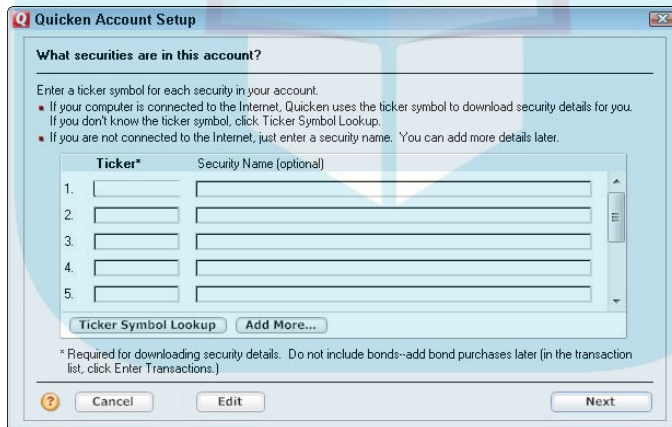 Quicken Account Setup
What securities are in this account?
Enter a ticker symbol for each security in your account.
If your computer is connected to the Internet, Quicken uses the ticker symbol to download security details for you.
If you don't know the ticker symbol, click Ticker Symbol Lookup.
If you are not connected to the Internet, just enter a security name. You can add more details later.
Ticker* Security Name (optional)
1.
2.
3.
4.
5.
Ticker Symbol Lookup Add More...
* Required for downloading security details. Do not include bonds--add bond purchases later (in the transaction
list, click Enter Transactions.)
? Cancel Edit Next